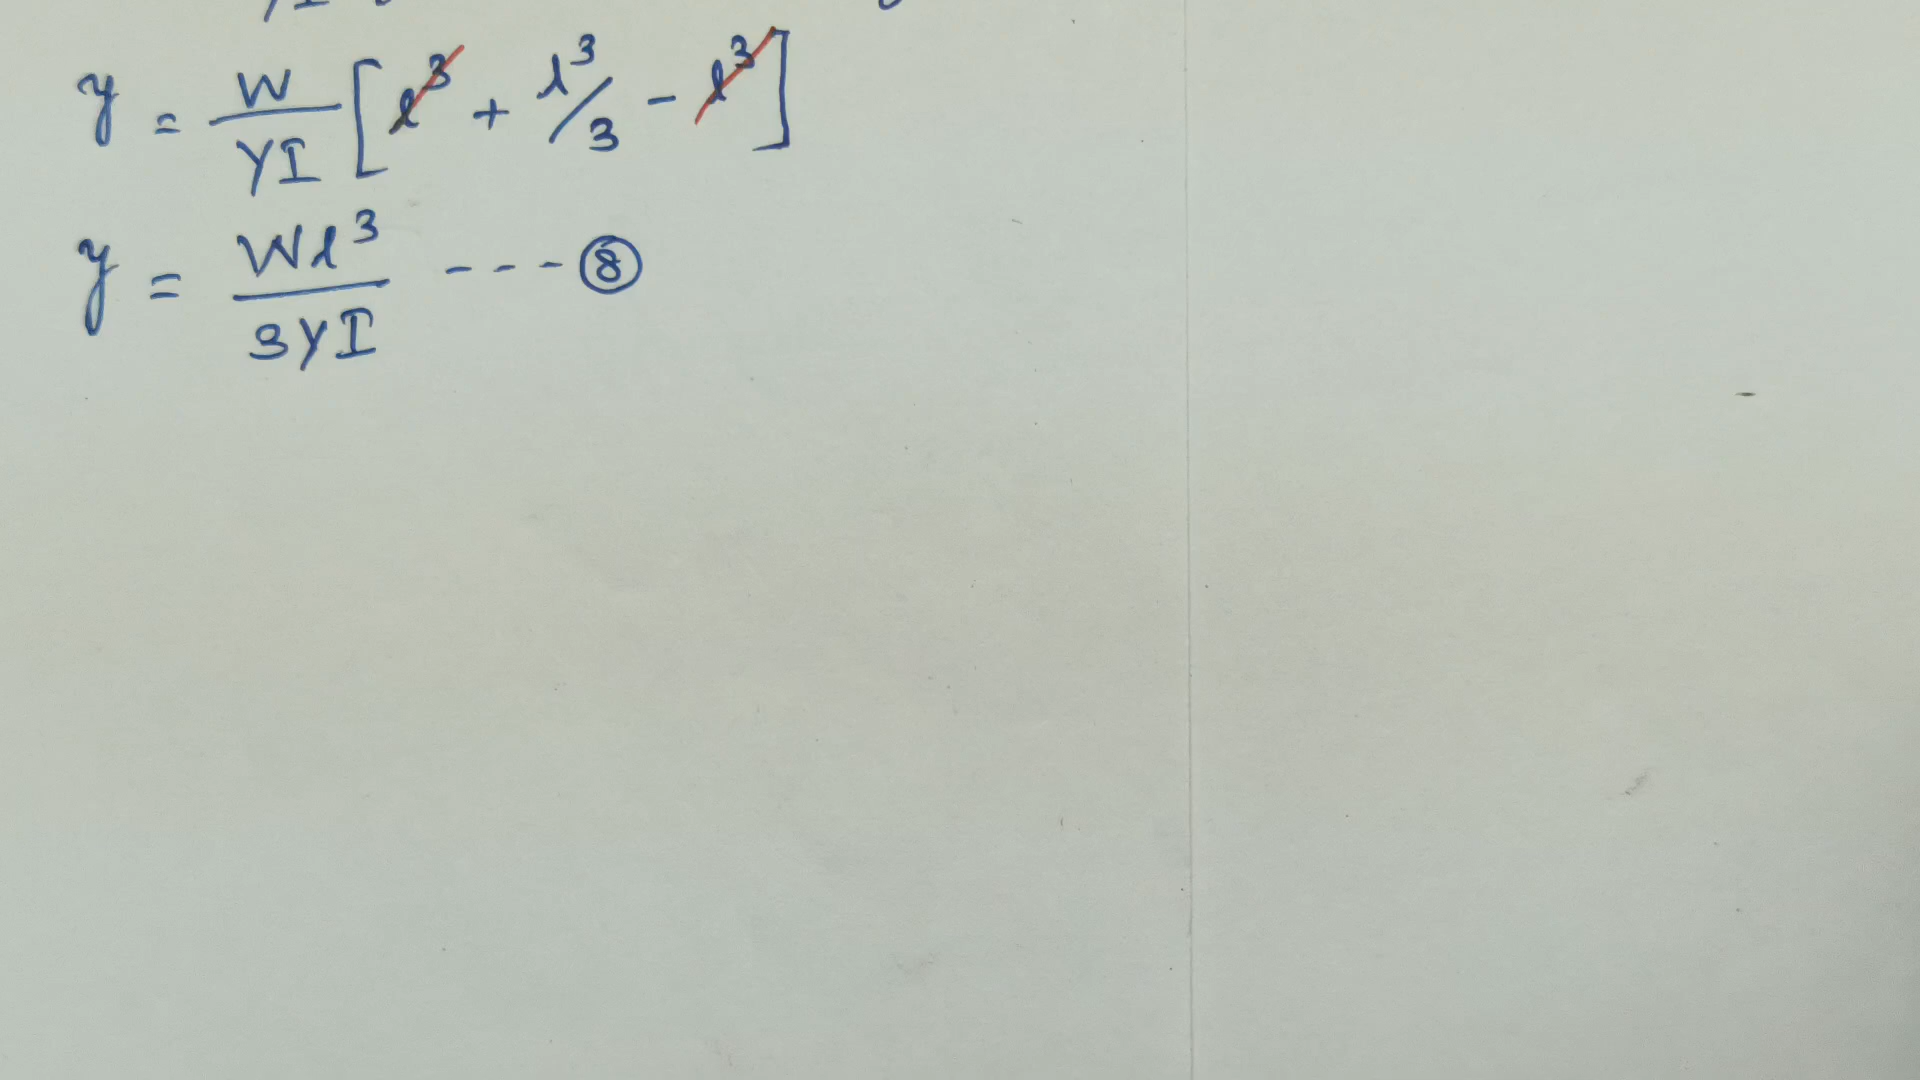 y = W/YI [l³ + l³/3 - l³]
y = Wl³/3YI ---- ⑧